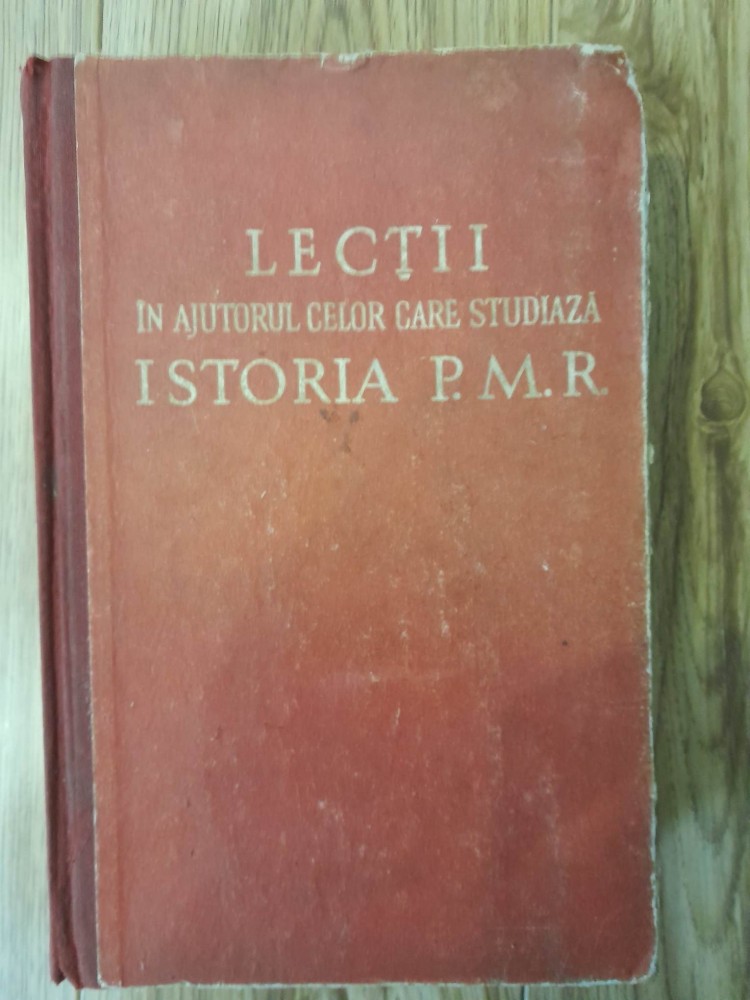 LECȚII
ÎN AJUTORUL CELOR CARE STUDIAZĂ
ISTORIA P.M.R.